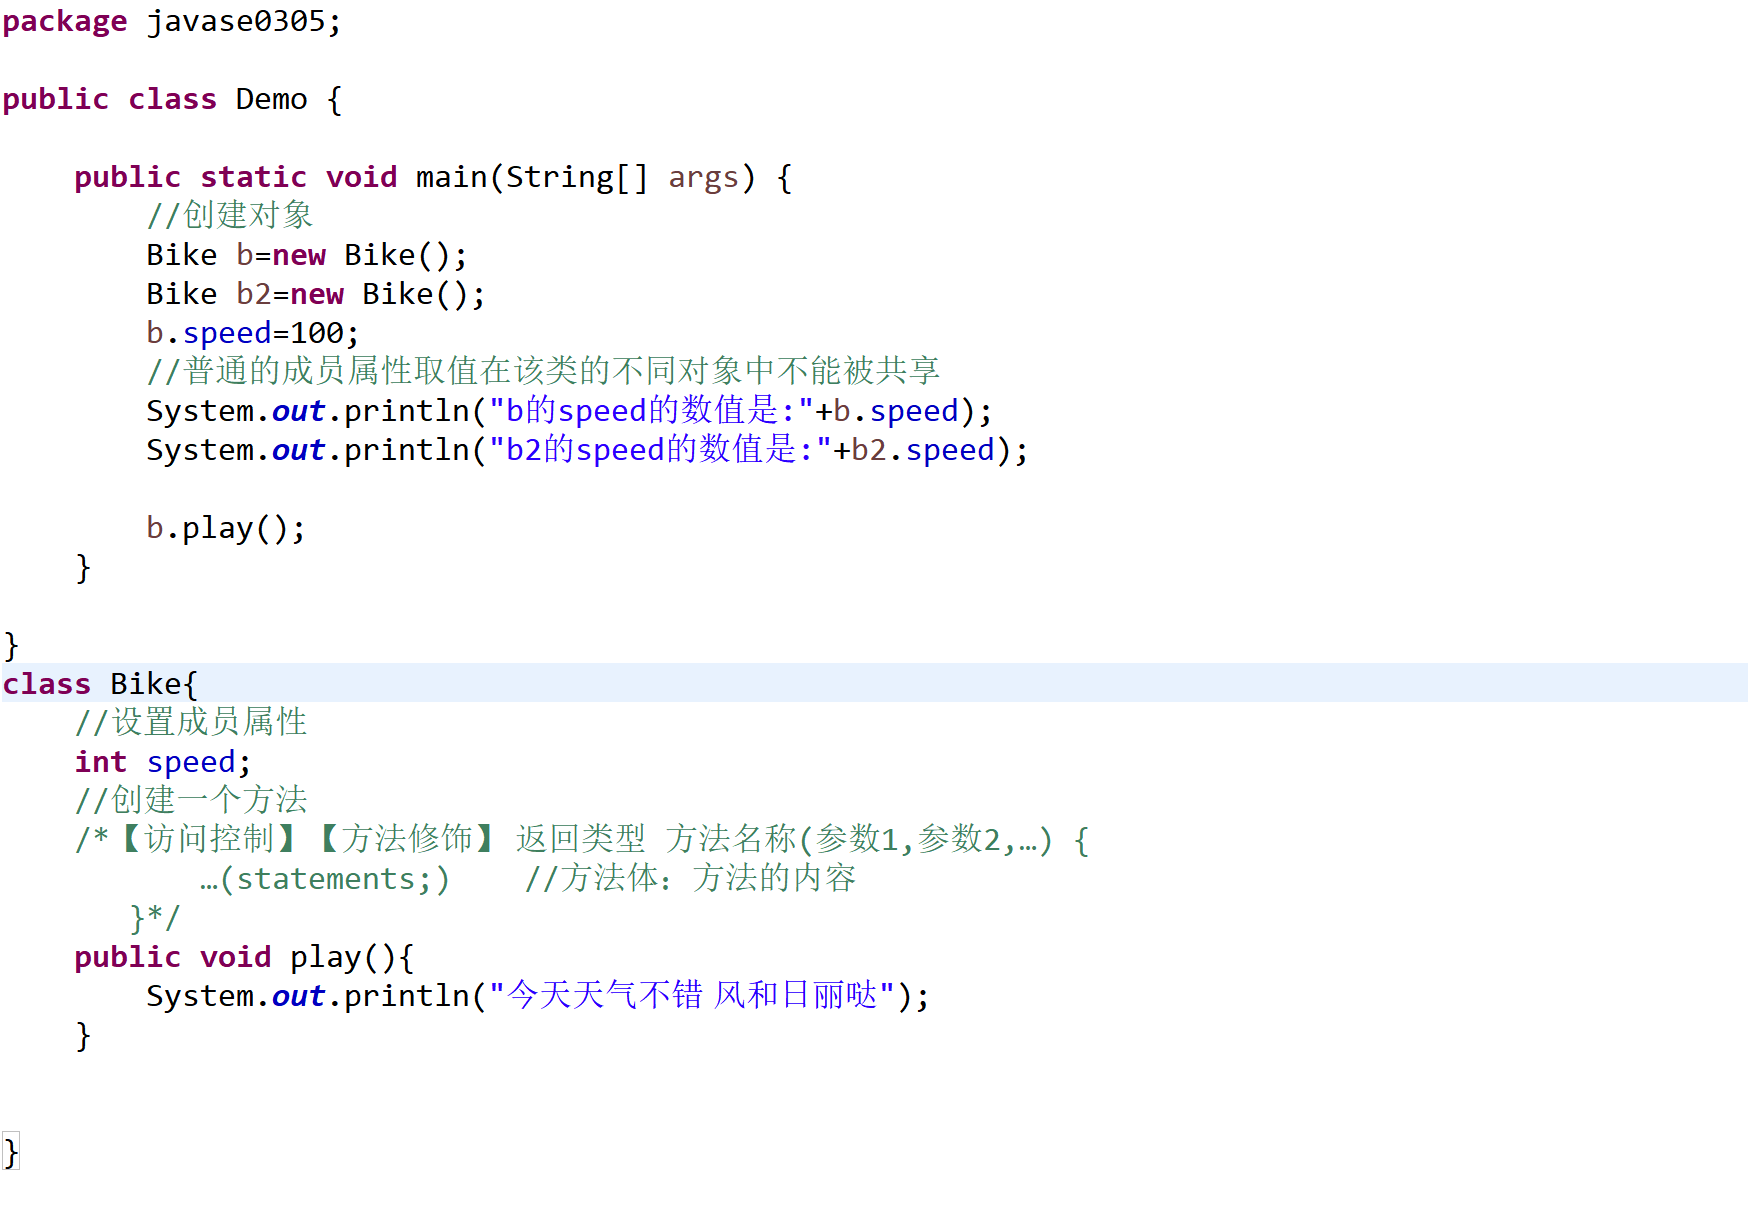 package javase0305;
public class Demo {
public static void main(String[] args) {
//创建对象
Bike b=new Bike();
Bike b2=new Bike();
b.speed=100;
//普通的成员属性取值在该类的不同对象中不能被共享
System.out.println("b的speed的数值是:"+b.speed);
System.out.println("b2的speed的数值是:"+b2.speed);
b.play();
}
}
class Bike{
//设置成员属性
int speed;
//创建一个方法
/*【访问控制】【方法修饰】 返回类型 方法名称(参数1,参数2,…) {
…(statements;) //方法体：方法的内容
}*/
public void play(){
System.out.println("今天天气不错 风和日丽哒");
}
}